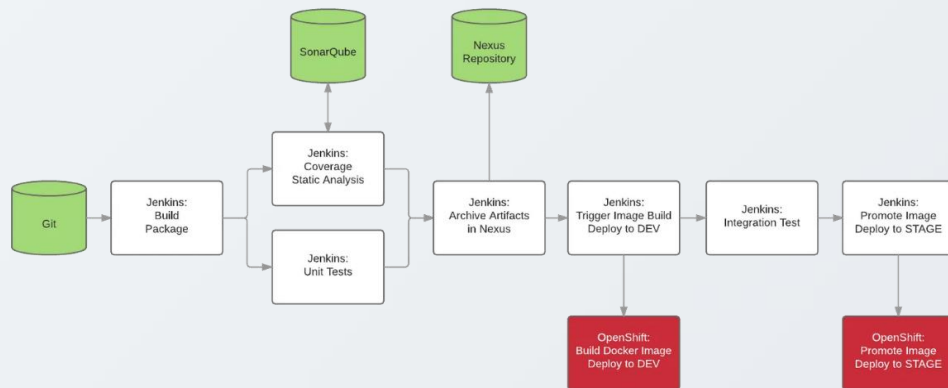 SonarQube
Nexus
Repository
Jenkins:
Coverage
Static Analysis
Git
Jenkins:
Build
Package
Jenkins:
Unit Tests
Jenkins:
Archive Artifacts
in Nexus
Jenkins:
Trigger Image Build
Deploy to DEV
Jenkins:
Integration Test
Jenkins:
Promote Image
Deploy to STAGE
OpenShift:
Build Docker Image
Deploy to DEV
OpenShift:
Promote Image
Deploy to STAGE